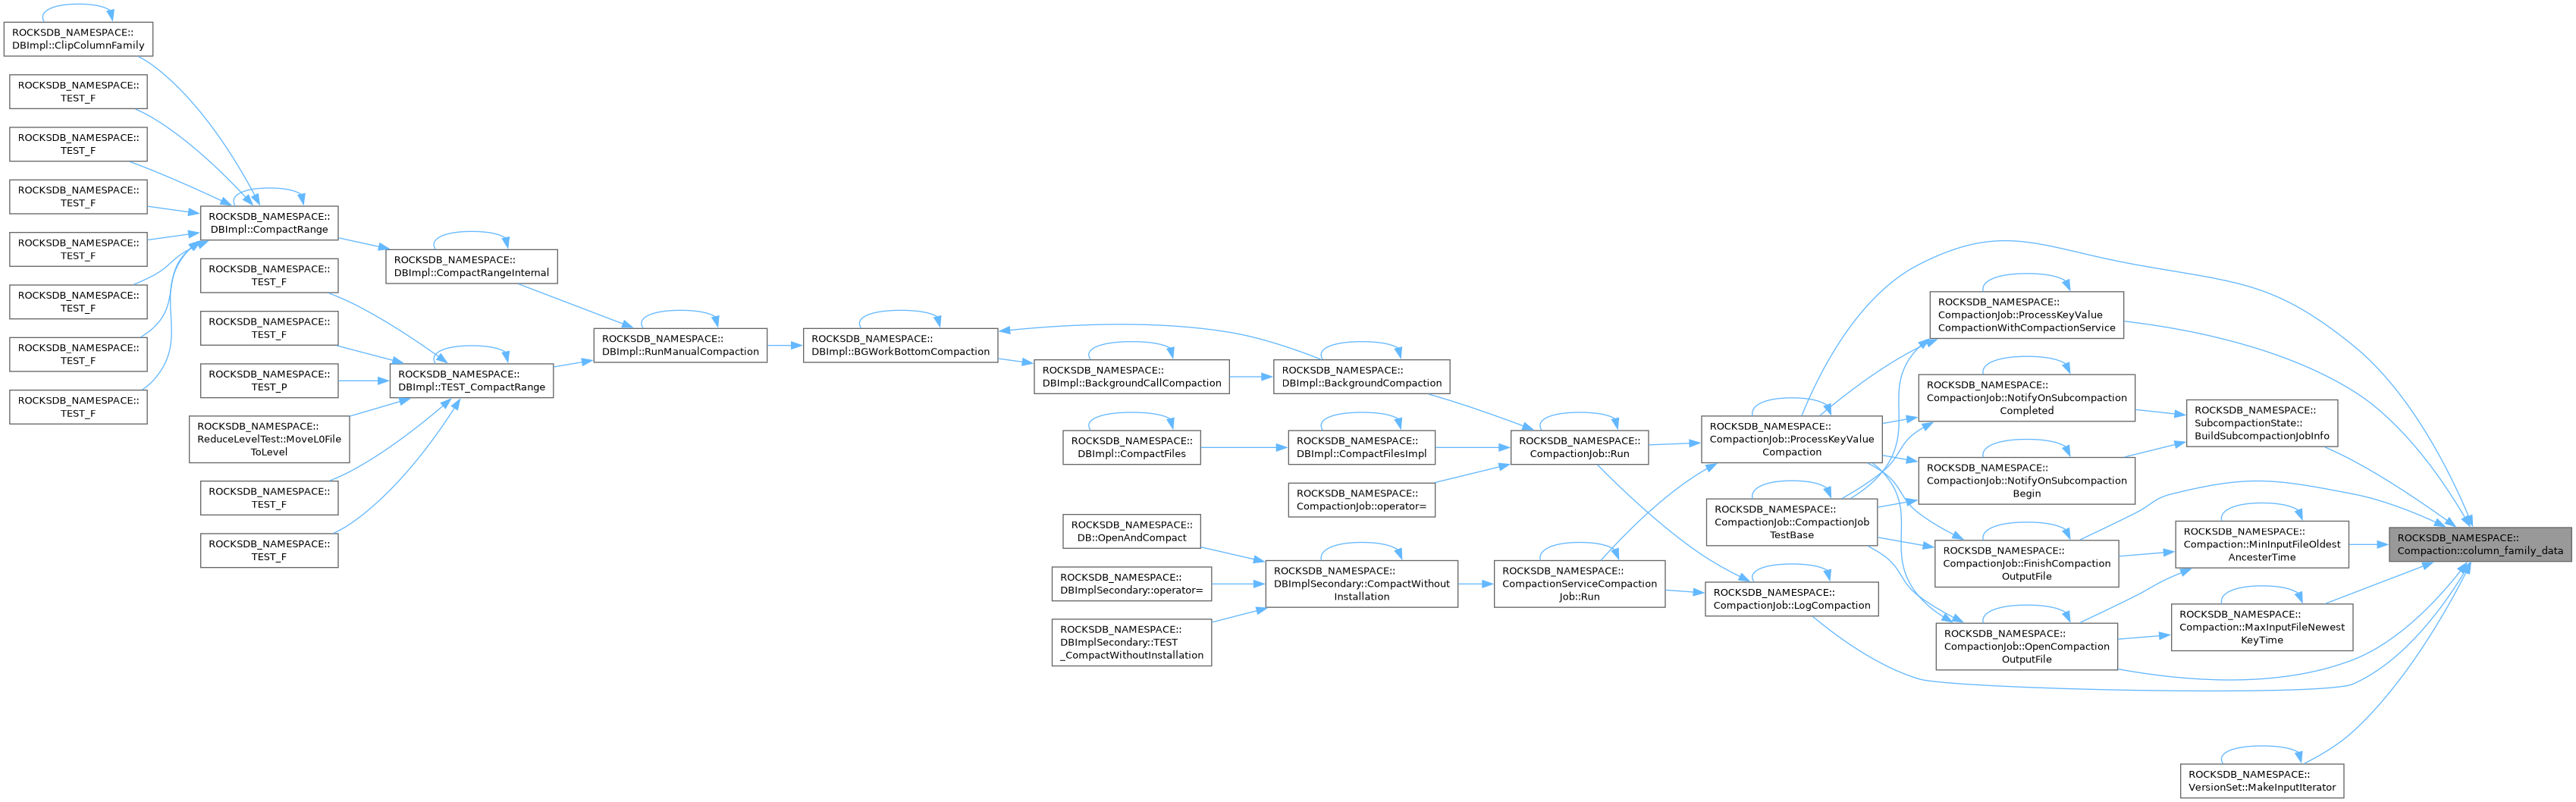 ROCKSDB_NAMESPACE::
DBImpl::ClipColumnFamily
ROCKSDB_NAMESPACE::
TEST_F
ROCKSDB_NAMESPACE::
TEST_F
ROCKSDB_NAMESPACE::
TEST_F
ROCKSDB_NAMESPACE::
TEST_F
ROCKSDB_NAMESPACE::
TEST_F
ROCKSDB_NAMESPACE::
TEST_F
ROCKSDB_NAMESPACE::
TEST_F
ROCKSDB_NAMESPACE::
DBImpl::CompactRange
ROCKSDB_NAMESPACE::
TEST_F
ROCKSDB_NAMESPACE::
TEST_F
ROCKSDB_NAMESPACE::
TEST_P
ROCKSDB_NAMESPACE::
ReduceLevelTest::MoveL0File
ToLevel
ROCKSDB_NAMESPACE::
TEST_F
ROCKSDB_NAMESPACE::
TEST_F
ROCKSDB_NAMESPACE::
DBImpl::CompactRangeInternal
ROCKSDB_NAMESPACE::
DBImpl::TEST_CompactRange
ROCKSDB_NAMESPACE::
DBImpl::RunManualCompaction
ROCKSDB_NAMESPACE::
DBImpl::BGWorkBottomCompaction
ROCKSDB_NAMESPACE::
DBImpl::BackgroundCallCompaction
ROCKSDB_NAMESPACE::
DBImpl::CompactFiles
ROCKSDB_NAMESPACE::
DB::OpenAndCompact
ROCKSDB_NAMESPACE::
DBImplSecondary::operator=
ROCKSDB_NAMESPACE::
DBImplSecondary::TEST
_CompactWithoutInstallation
ROCKSDB_NAMESPACE::
DBImpl::BackgroundCompaction
ROCKSDB_NAMESPACE::
DBImpl::CompactFilesImpl
ROCKSDB_NAMESPACE::
CompactionJob::operator=
ROCKSDB_NAMESPACE::
DBImplSecondary::CompactWithout
Installation
ROCKSDB_NAMESPACE::
CompactionJob::Run
ROCKSDB_NAMESPACE::
CompactionServiceCompaction
Job::Run
ROCKSDB_NAMESPACE::
CompactionJob::ProcessKeyValue
Compaction
ROCKSDB_NAMESPACE::
CompactionJob::CompactionJob
TestBase
ROCKSDB_NAMESPACE::
CompactionJob::LogCompaction
ROCKSDB_NAMESPACE::
CompactionJob::ProcessKeyValue
CompactionWithCompactionService
ROCKSDB_NAMESPACE::
CompactionJob::NotifyOnSubcompaction
Completed
ROCKSDB_NAMESPACE::
CompactionJob::NotifyOnSubcompaction
Begin
ROCKSDB_NAMESPACE::
CompactionJob::FinishCompaction
OutputFile
ROCKSDB_NAMESPACE::
CompactionJob::OpenCompaction
OutputFile
ROCKSDB_NAMESPACE::
SubcompactionState::
BuildSubcompactionJobInfo
ROCKSDB_NAMESPACE::
Compaction::MinInputFileOldest
AncesterTime
ROCKSDB_NAMESPACE::
Compaction::MaxInputFileNewest
KeyTime
ROCKSDB_NAMESPACE::
VersionSet::MakeInputIterator
ROCKSDB_NAMESPACE::
Compaction::column_family_data